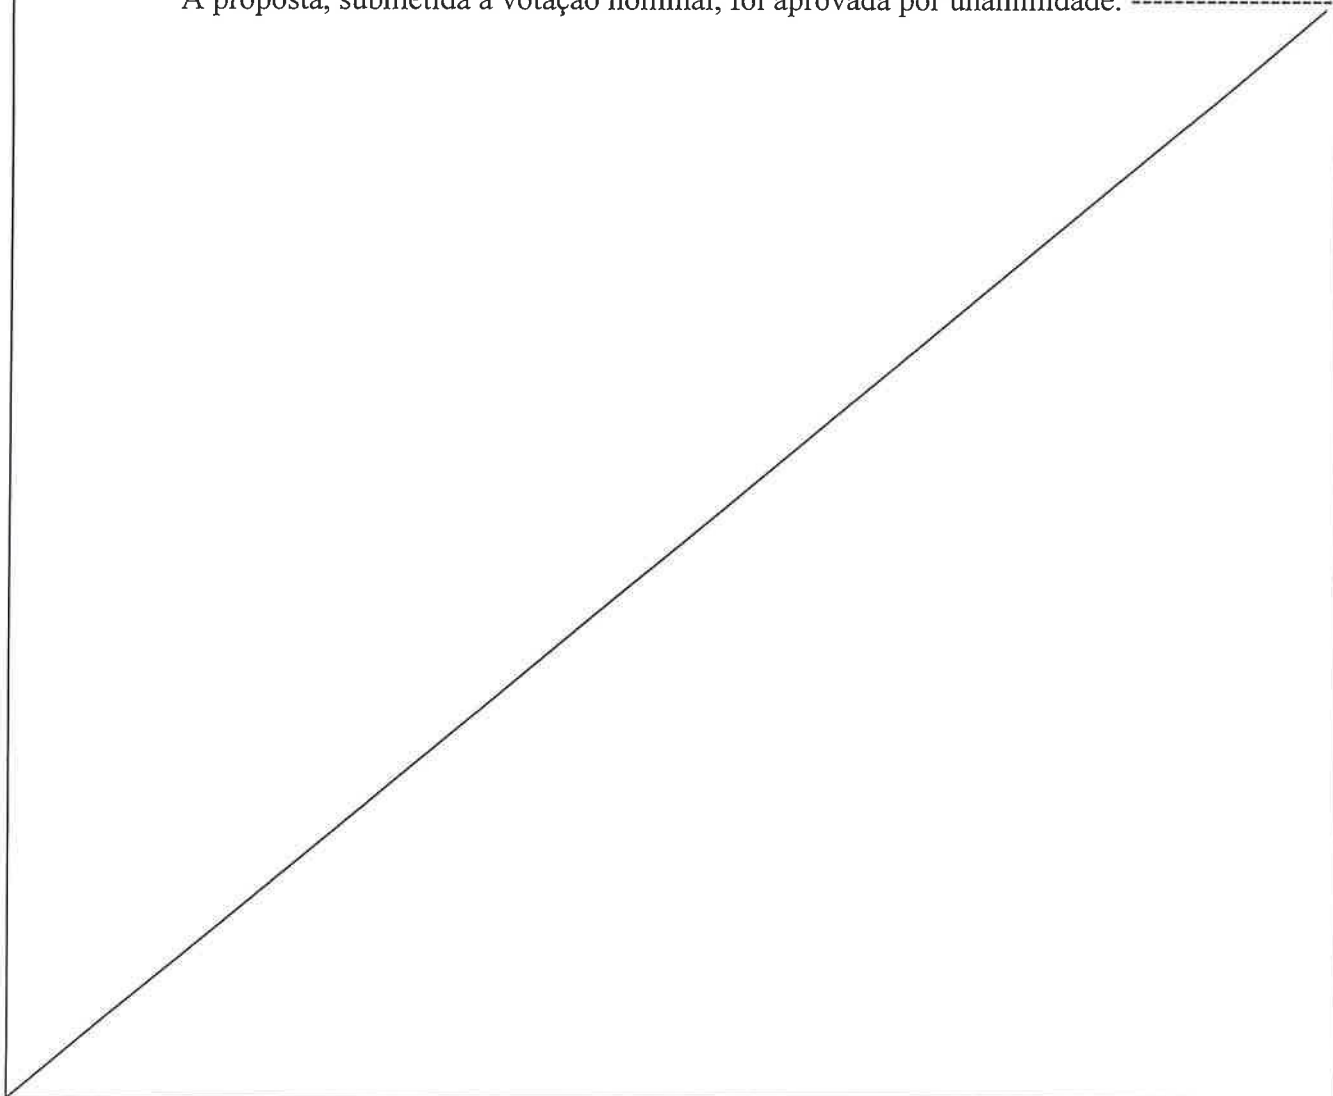 A proposta, submetida a votação nominal, foi aprovada por unanimidade. --------------------